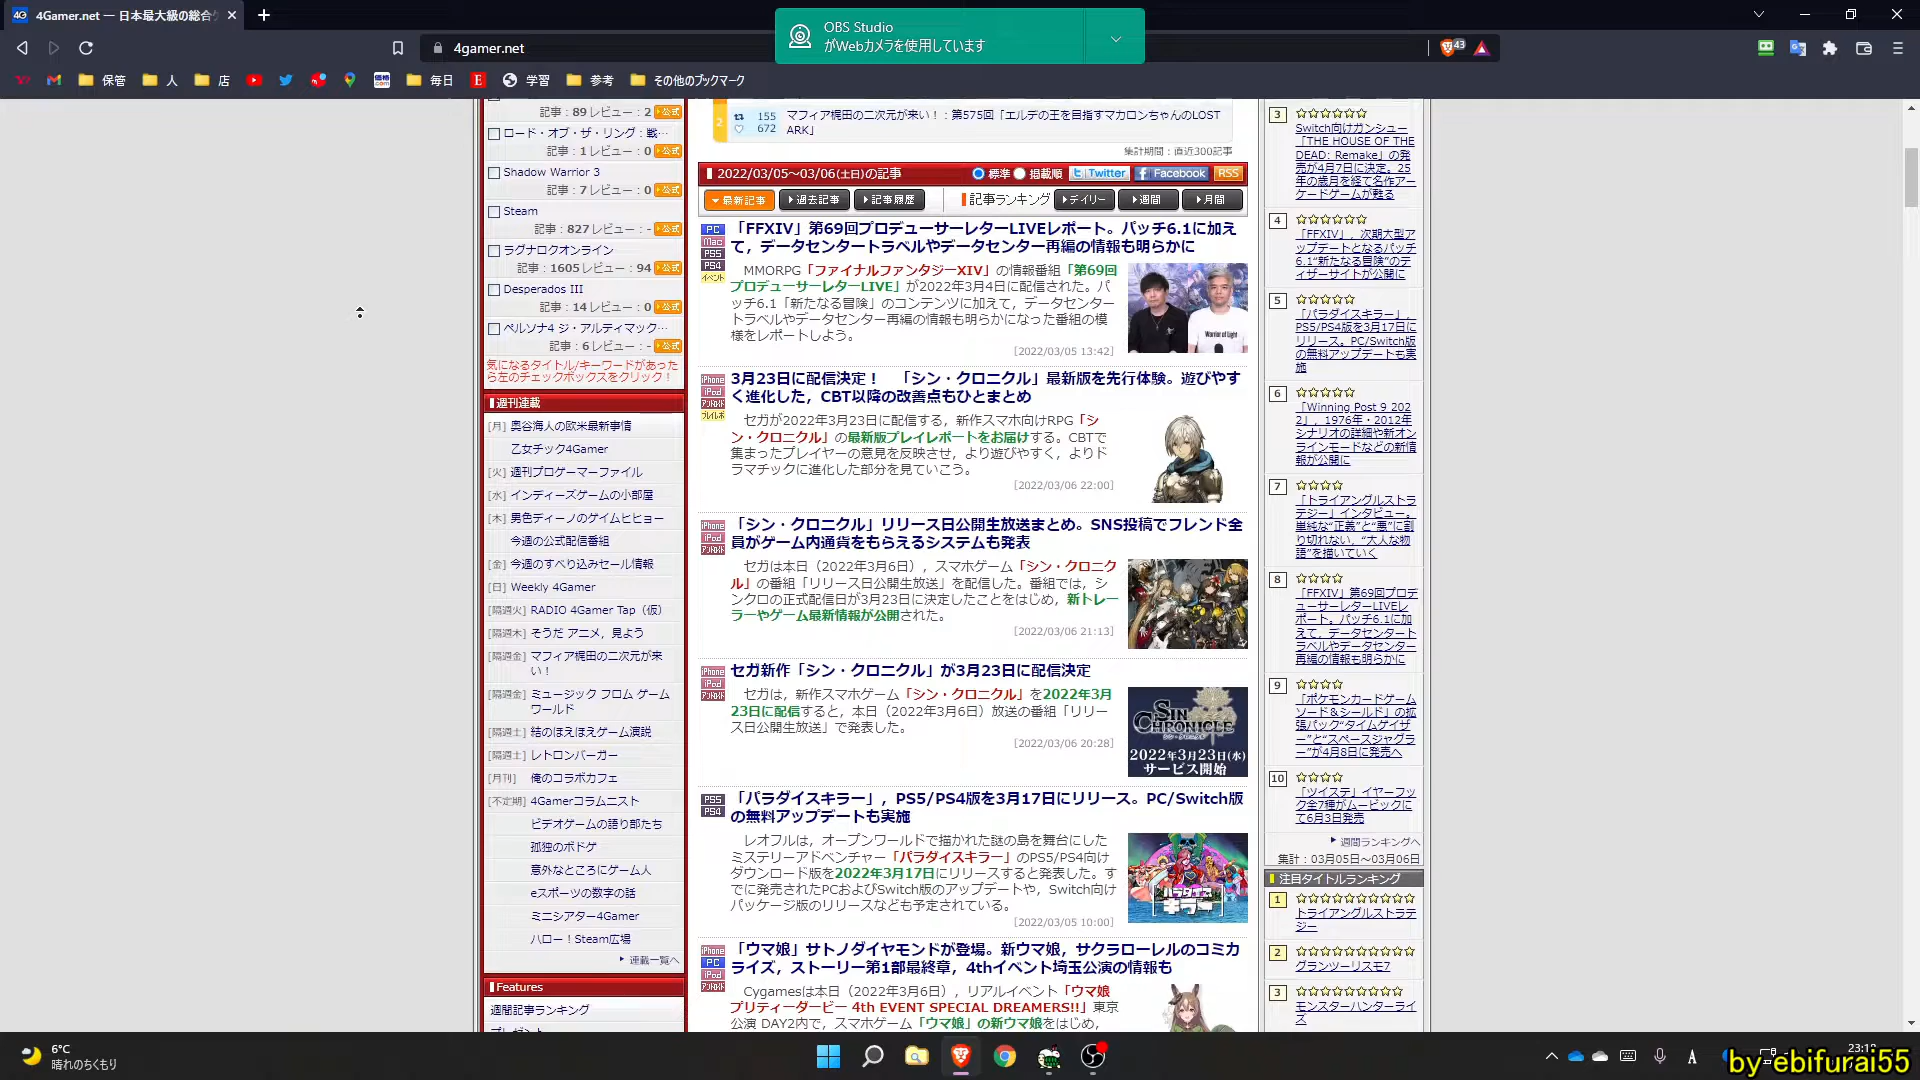 4Gamer.net — 日本最大級の総合
OBS Studio
がWebカメラを使用しています
4gamer.net
43
保管
人
店
毎日
学習
参考
その他のブックマーク
記事：89 レビュー：2 公式
ロード・オブ・ザ・リング：戦…
記事：1 レビュー：0 公式
Shadow Warrior 3
記事：7 レビュー：0 公式
Steam
記事：827 レビュー：- 公式
ラグナロクオンライン
記事：1605 レビュー：94 公式
Desperados III
記事：14 レビュー：0 公式
ペルソナ4 ジ・アルティマック…
記事：6 レビュー：- 公式
気になるタイトル/キーワードがあった
ら左のチェックボックスをクリック！
週刊連載
[月] 奥谷海人の欧米最新事情
乙女チック4Gamer
[火] 週刊プロゲーマーファイル
[水] インディーズゲームの小部屋
[木] 男色ディーノのゲイムヒヒョー
今週の公式配信番組
[金] 今週のすべり込みセール情報
[日] Weekly 4Gamer
[隔週火] RADIO 4Gamer Tap（仮）
[隔週木] そうだ アニメ，見よう
[隔週金] マフィア梶田の二次元が来
い！
[隔週金] ミュージック フロム ゲーム
ワールド
[隔週土] 結のほえほえゲーム演説
[隔週土] レトロンバーガー
[月刊] 俺のコラボカフェ
[不定期] 4Gamerコラムニスト
ビデオゲームの語り部たち
孤独のボドゲ
意外なところにゲーム人
eスポーツの数字の話
ミニシアター4Gamer
ハロー！Steam広場
連載一覧へ
Features
週間記事ランキング
2 155 マフィア梶田の二次元が来い！：第575回「エルデの王を目指すマカロンちゃんのLOST
672 ARK」
集計期間：直近300記事
2022/03/05～03/06(土日)の記事 標準 掲載順 Twitter Facebook RSS
最新記事 過去記事 記事履歴 記事ランキング デイリー 週間 月間
PC
Mac
PS5
PS4
イベント
「FFXIV」第69回プロデューサーレターLIVEレポート。パッチ6.1に加え
て，データセンタートラベルやデータセンター再編の情報も明らかに
MMORPG「ファイナルファンタジーXIV」の情報番組「第69回
プロデューサーレターLIVE」が2022年3月4日に配信された。パ
ッチ6.1「新たなる冒険」のコンテンツに加えて，データセンター
トラベルやデータセンター再編の情報も明らかになった番組の模
様をレポートしよう。
[2022/03/05 13:42]
Warrior of Light
iPhone
iPad
アンドロイド
プレイレポ
3月23日に配信決定！　「シン・クロニクル」最新版を先行体験。遊びやす
く進化した，CBT以降の改善点もひとまとめ
セガが2022年3月23日に配信する，新作スマホ向けRPG「シ
ン・クロニクル」の最新版プレイレポートをお届けする。CBTで
集まったプレイヤーの意見を反映させ，より遊びやすく，よりド
ラマチックに進化した部分を見ていこう。
[2022/03/06 22:00]
iPhone
iPad
アンドロイド
「シン・クロニクル」リリース日公開生放送まとめ。SNS投稿でフレンド全
員がゲーム内通貨をもらえるシステムも発表
セガは本日（2022年3月6日），スマホゲーム「シン・クロニク
ル」の番組「リリース日公開生放送」を配信した。番組では，シ
ンクロの正式配信日が3月23日に決定したことをはじめ，新トレー
ラーやゲーム最新情報が公開された。
[2022/03/06 21:13]
iPhone
iPad
アンドロイド
セガ新作「シン・クロニクル」が3月23日に配信決定
セガは，新作スマホゲーム「シン・クロニクル」を2022年3月
23日に配信すると，本日（2022年3月6日）放送の番組「リリー
ス日公開生放送」で発表した。
[2022/03/06 20:28]
SIN
CHRONICLE
シン・クロニクル
2022年3月23日(水)
サービス開始
PS5
PS4
「パラダイスキラー」，PS5/PS4版を3月17日にリリース。PC/Switch版
の無料アップデートも実施
レオフルは，オープンワールドで描かれた謎の島を舞台にした
ミステリーアドベンチャー「パラダイスキラー」のPS5/PS4向け
ダウンロード版を2022年3月17日にリリースすると発表した。す
でに発売されたPCおよびSwitch版のアップデートや，Switch向け
パッケージ版のリリースなども予定されている。
[2022/03/05 10:00]
パラダイス
キラー
iPhone
PC
iPad
アンドロイド
「ウマ娘」サトノダイヤモンドが登場。新ウマ娘，サクラローレルのコミカ
ライズ，ストーリー第1部最終章，4thイベント埼玉公演の情報も
Cygamesは本日（2022年3月6日），リアルイベント「ウマ娘
プリティーダービー 4th EVENT SPECIAL DREAMERS!!」東京
公演 DAY2内で，スマホゲーム「ウマ娘」の新ウマ娘をはじめ，
3 ☆☆☆☆☆☆
Switch向けガンシュー
「THE HOUSE OF THE
DEAD: Remake」の発
売が4月7日に決定。25
年の歳月を経て名作アー
ケードゲームが甦る
4 ☆☆☆☆☆☆
「FFXIV」，次期大型ア
ップデートとなるパッチ
6.1“新たなる冒険”のテ
ィザーサイトが公開に
5 ☆☆☆☆☆
「パラダイスキラー」，
PS5/PS4版を3月17日に
リリース。PC/Switch版
の無料アップデートも実
施
6 ☆☆☆☆☆
「Winning Post 9 202
2」，1976年・2012年
シナリオの詳細や新オン
ラインモードなどの新情
報が公開に
7 ☆☆☆☆
「トライアングルストラ
テジー」インタビュー。
単純な“正義”と“悪”に割
り切れない，“大人な物
語”を描いていく
8 ☆☆☆☆
「FFXIV」第69回プロデ
ューサーレターLIVEレ
ポート。パッチ6.1に加
えて，データセンタート
ラベルやデータセンター
再編の情報も明らかに
9 ☆☆☆☆
「ポケモンカードゲーム
ソード＆シールド」の拡
張パック“タイムゲイザ
ー”と“スペースジャグラ
ー”が4月8日に発売へ
10 ☆☆☆☆
「ツイステ」イヤーフッ
ク全7種がムービックに
て6月3日発売
週間ランキングへ
集計：03月05日～03月06日
注目タイトルランキング
1 ☆☆☆☆☆☆☆☆☆☆
トライアングルストラテ
ジー
2 ☆☆☆☆☆☆☆☆☆☆
グランツーリスモ7
3 ☆☆☆☆☆☆☆☆☆
モンスターハンターライ
ズ
6°C
晴れのちくもり
A
by-ebifurai55